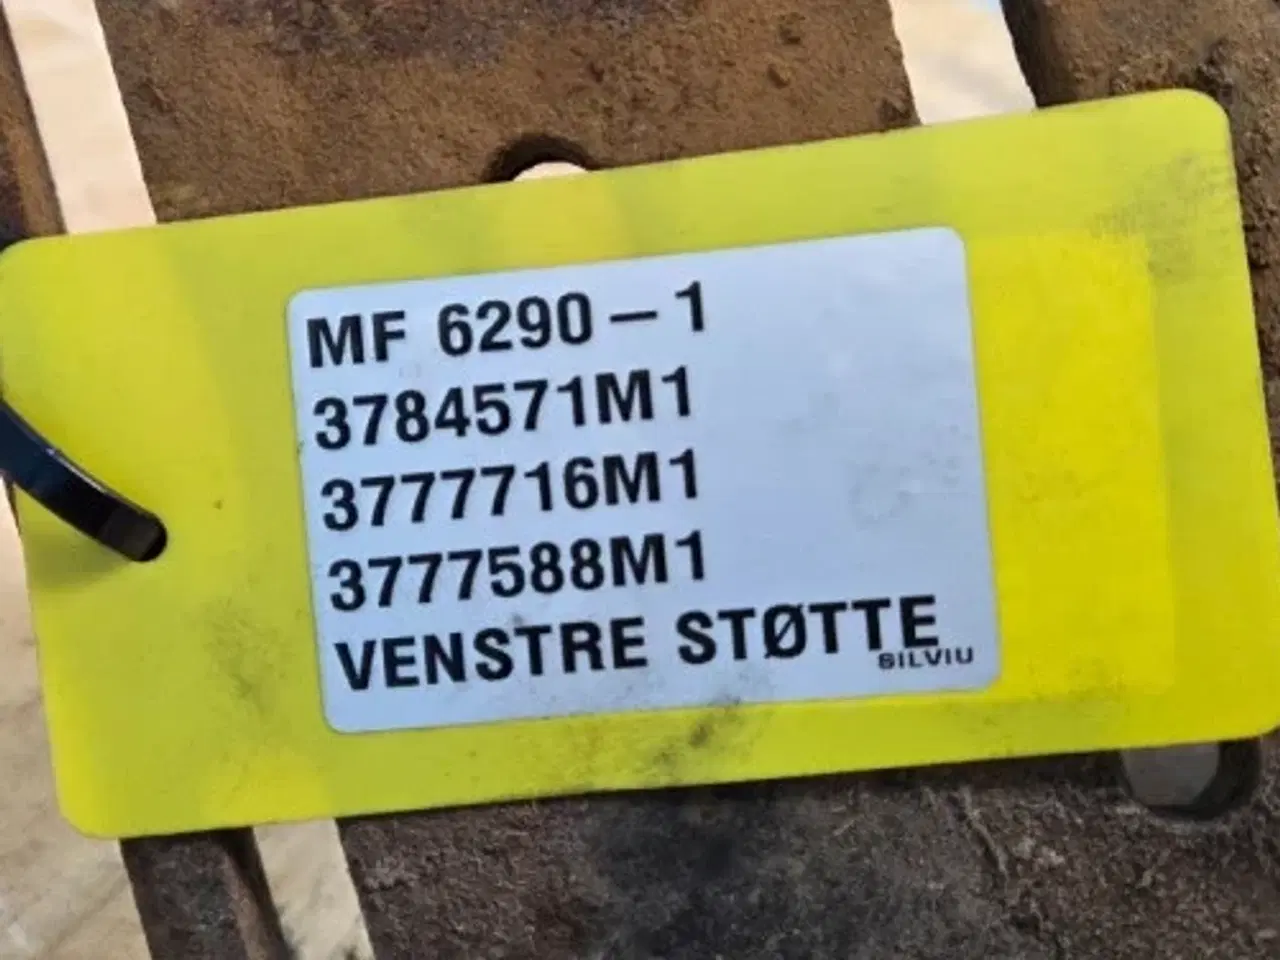 MF 6290-1
3784571M1
3777716M1
3777588M1
VENSTRE STØTTE
SILVIU